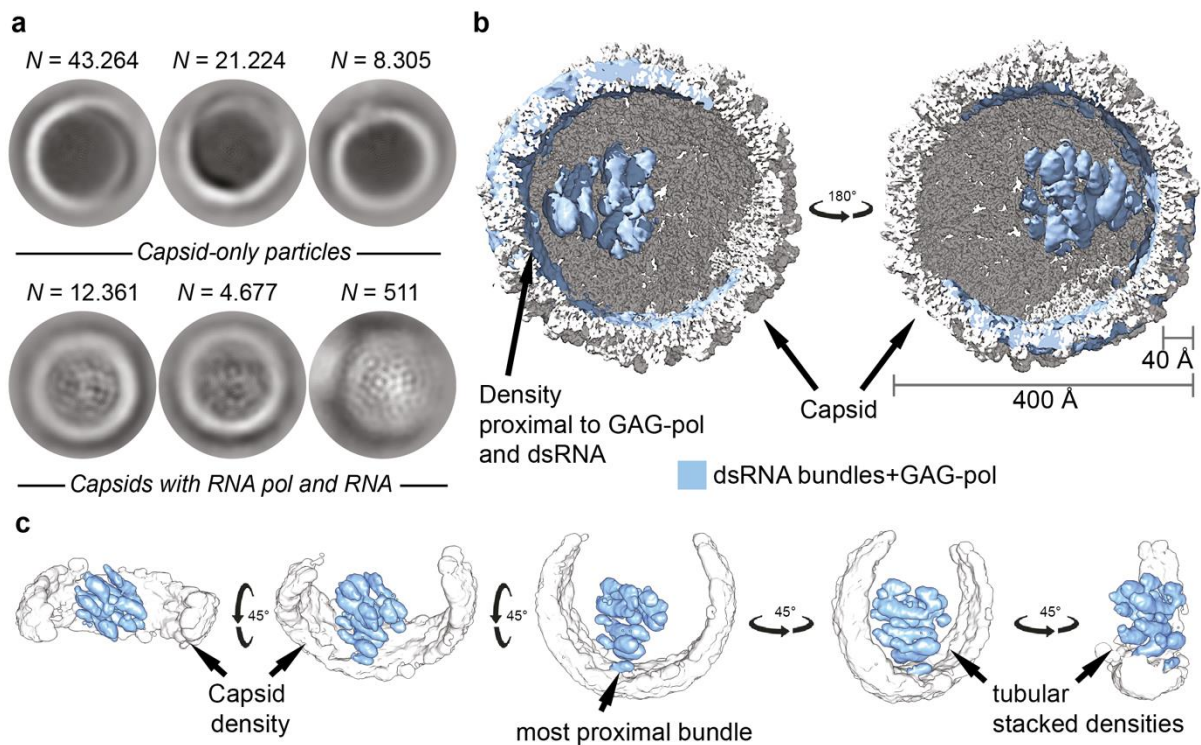 a
N = 43.264 N = 21.224 N = 8.305
Capsid-only particles
N = 12.361 N = 4.677 N = 511
Capsids with RNA pol and RNA
b
180°
40 Å
400 Å
Density
proximal to GAG-pol
and dsRNA
Capsid
dsRNA bundles+GAG-pol
c
45° 45° 45° 45°
Capsid
density
most proximal bundle
tubular
stacked densities